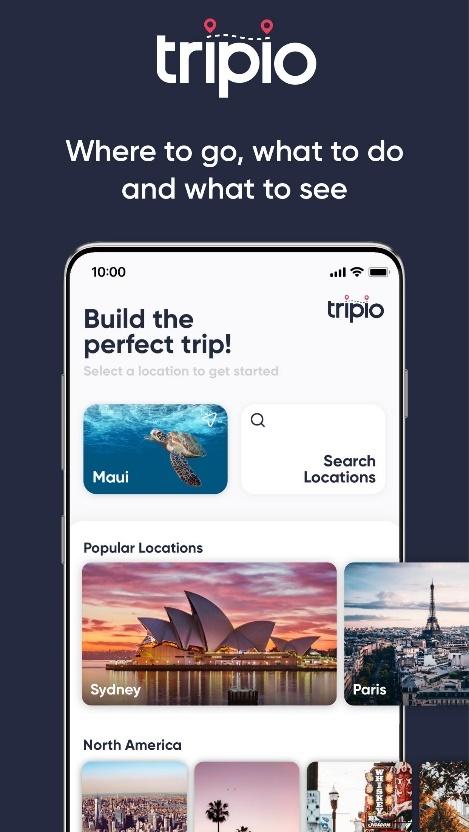 tripio
Where to go, what to do
and what to see
10:00
Build the
perfect trip!
tripio
Select a location to get started
Maui
Search
Locations
Popular Locations
Sydney
Paris
North America
WHISKEY